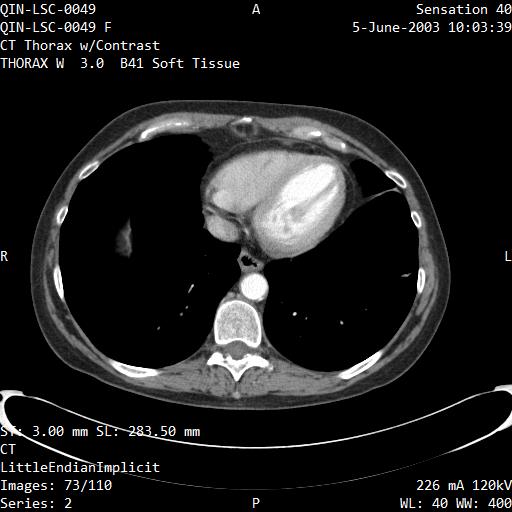 QIN-LSC-0049 A Sensation 40
QIN-LSC-0049 F 5-June-2003 10:03:39
CT Thorax w/Contrast
THORAX W 3.0 B41 Soft Tissue
R L
ST: 3.00 mm SL: 283.50 mm
CT
LittleEndianImplicit
Images: 73/110 226 mA 120kV
Series: 2 P WL: 40 WW: 400